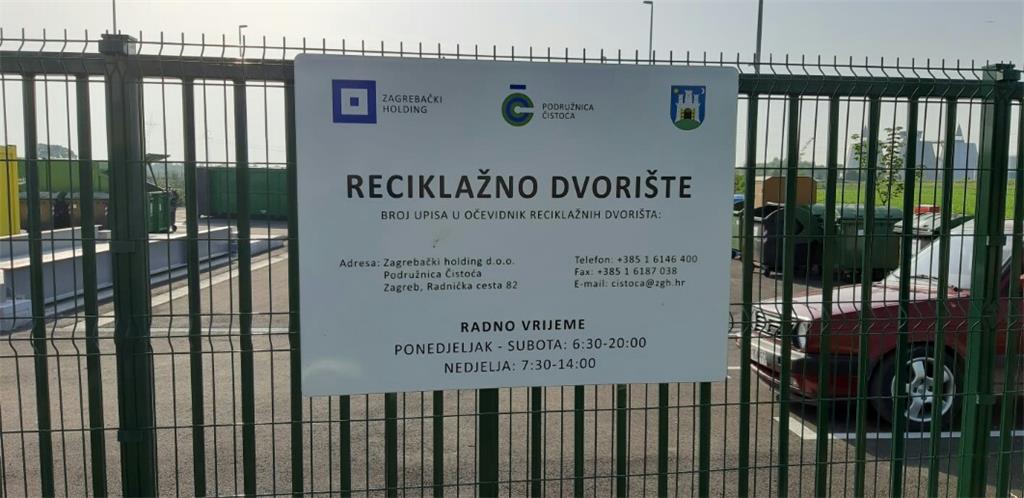 ZAGREBAČKI
HOLDING
PODRUŽNICA
ČISTOĆA
RECIKLAŽNO DVORIŠTE
BROJ UPISA U OČEVIDNIK RECIKLAŽNIH DVORIŠTA:
Adresa: Zagrebački holding d.o.o.
Podružnica Čistoća
Zagreb, Radnička cesta 82
Telefon: +385 1 6146 400
Fax: +385 1 6187 038
E-mail: cistoca@zgh.hr
RADNO VRIJEME
PONEDJELJAK - SUBOTA: 6:30-20:00
NEDJELJA: 7:30-14:00